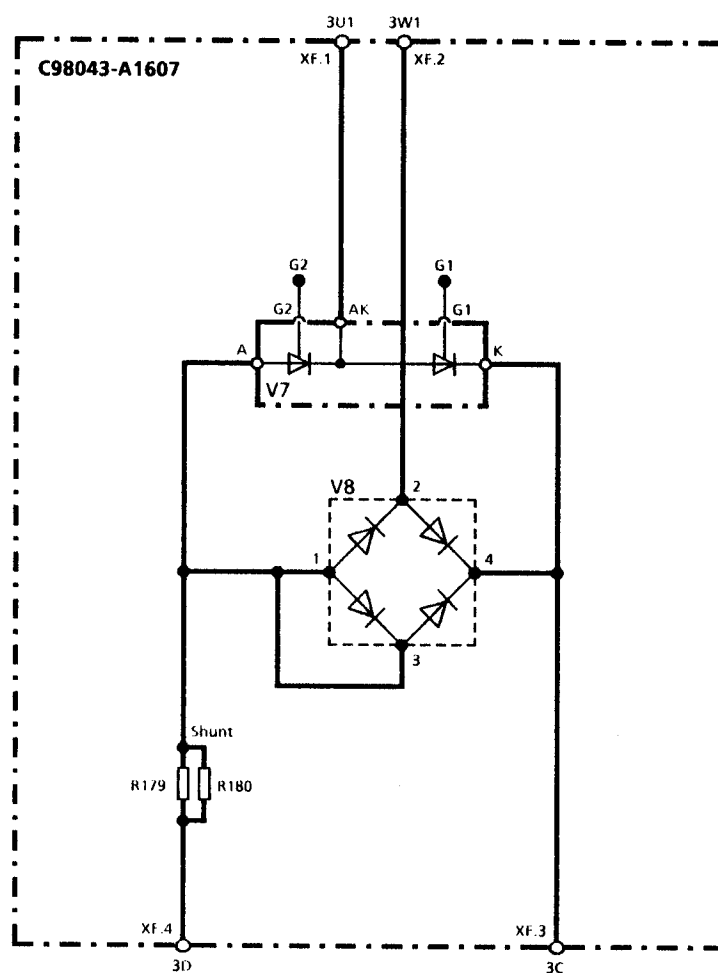 3U1 3W1
XF.1 XF.2
C98043-A1607
G2 G1
G2 AK G1
A K
V7
V8 2
1 4
3
Shunt
R179 R180
XF.4 XF.3
3D 3C